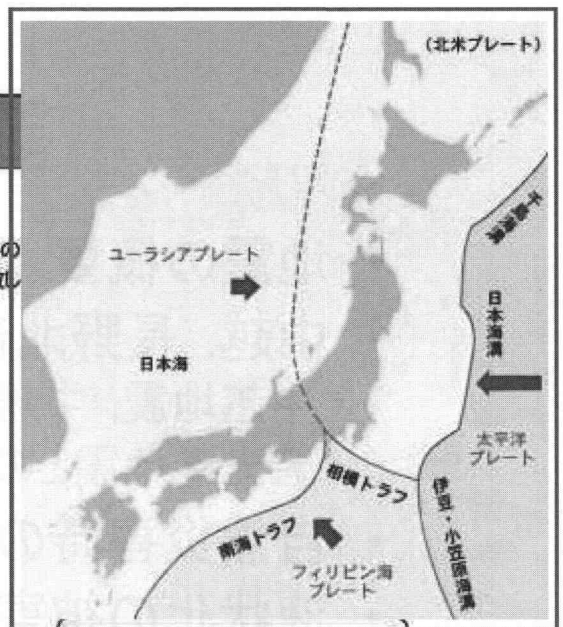 (北米プレート)
千島海溝
の
ユーラシアプレート
日本海溝
日本海
太平洋
プレート
相模トラフ
伊豆・小笠原海溝
南海トラフ
フィリピン海
プレート